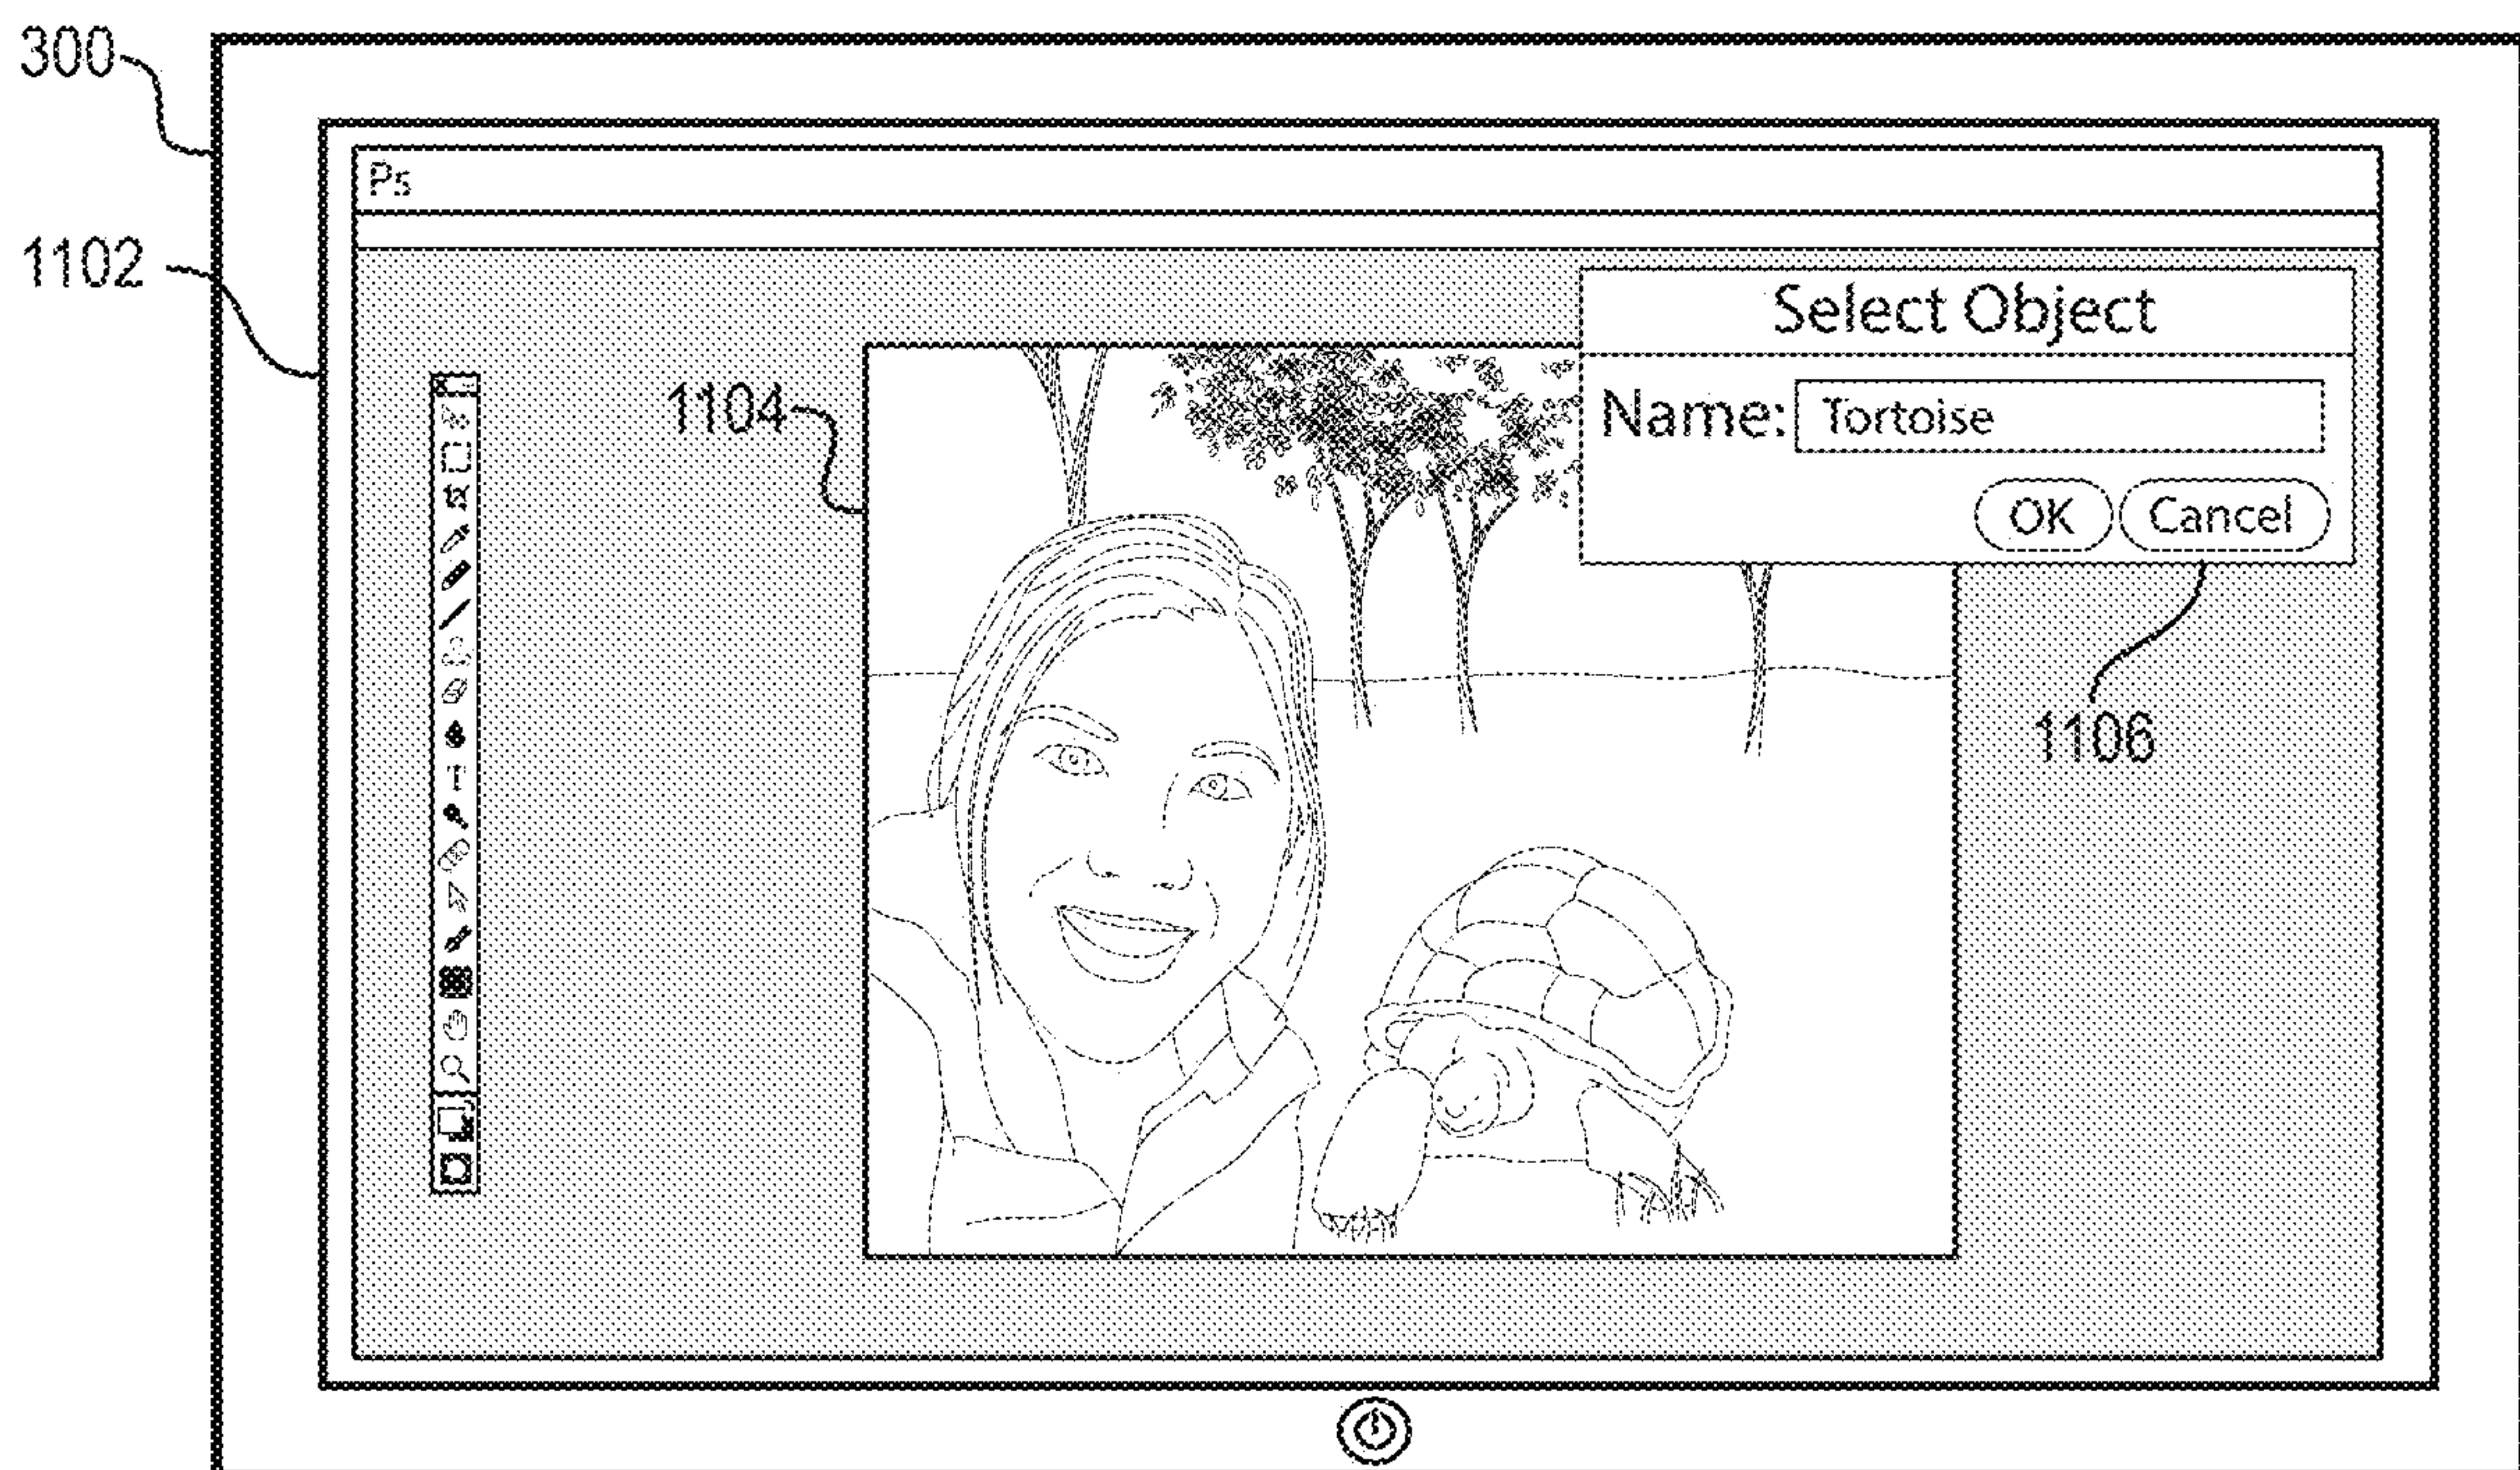 300
Ps
1102
Select Object
1104
Name: Tortoise
OK Cancel
1106
T